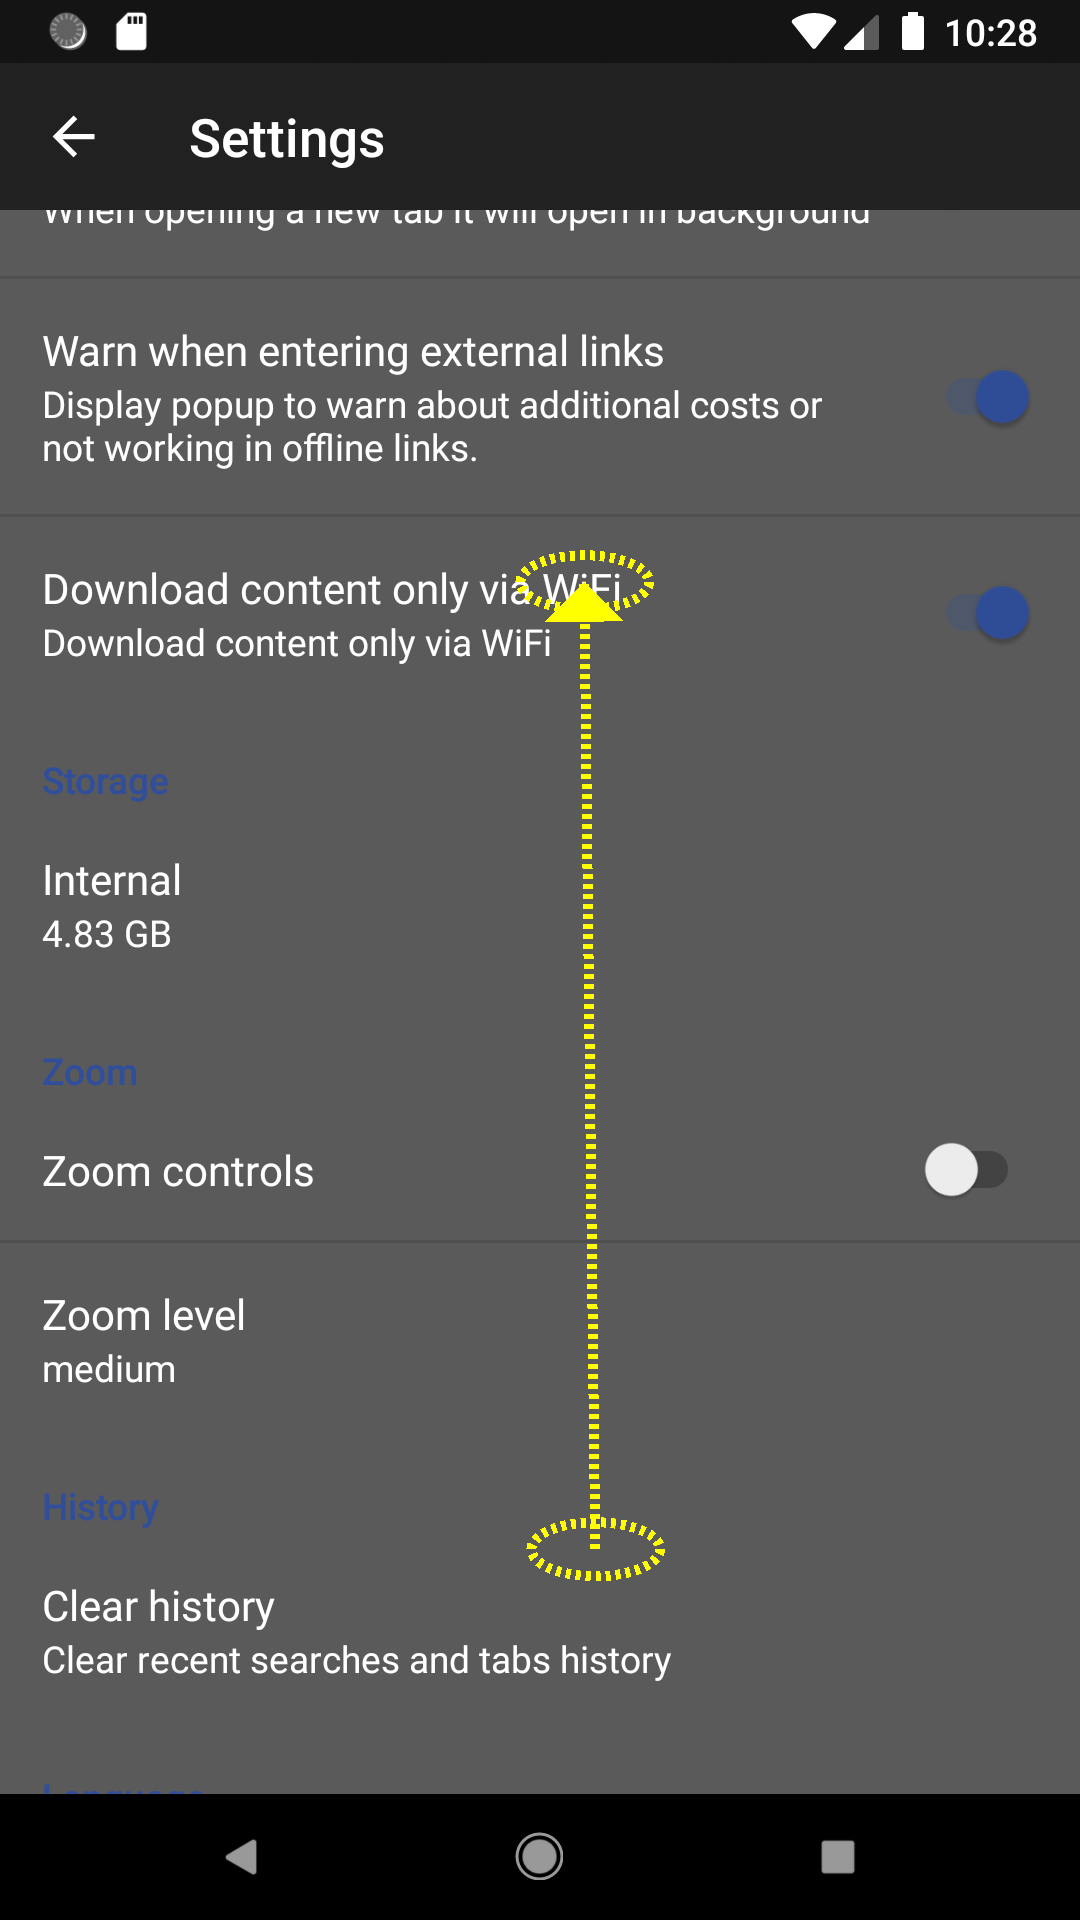 10:28
Settings
When opening a new tab it will open in background
Warn when entering external links
Display popup to warn about additional costs or
not working in offline links.
Download content only via WiFi
Download content only via WiFi
Storage
Internal
4.83 GB
Zoom
Zoom controls
Zoom level
medium
History
Clear history
Clear recent searches and tabs history
Language